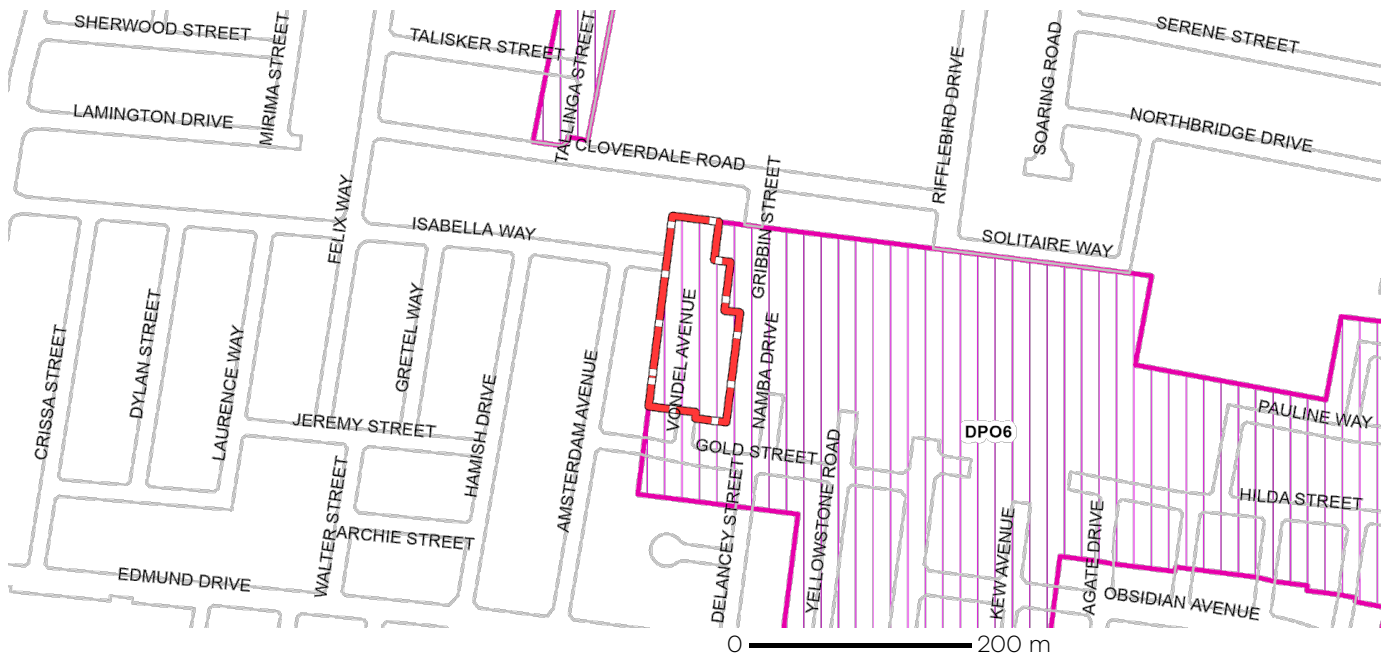 SHERWOOD STREET
MIRIMA STREET
TALISKER STREET
TALLINGA STREET
RIFFLEBIRD DRIVE
SOARING ROAD
SERENE STREET
LAMINGTON DRIVE
NORTHBRIDGE DRIVE
CLOVERDALE ROAD
FELIX WAY
ISABELLA WAY
GRIBBIN STREET
SOLITAIRE WAY
CRISSA STREET
DYLAN STREET
LAURENCE WAY
GRETEL WAY
HAMISH DRIVE
AMSTERDAM AVENUE
VONDEL AVENUE
NAMBA DRIVE
JEREMY STREET
GOLD STREET
DPO6
PAULINE WAY
WALTER STREET
ARCHIE STREET
DELANCEY STREET
YELLOWSTONE ROAD
KEW AVENUE
AGATE DRIVE
HILDA STREET
EDMUND DRIVE
OBSIDIAN AVENUE
0 200 m